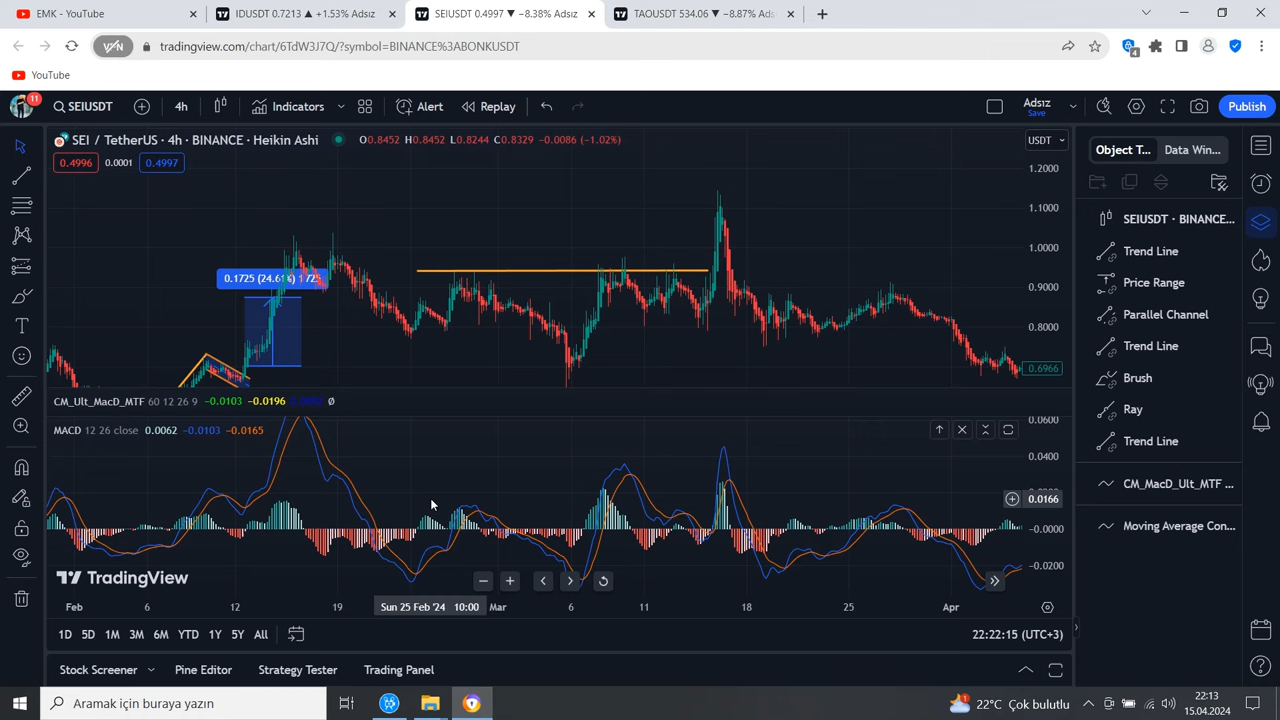 EMK - YouTube
IDUSDT 0.7213 ▲ +1.53% Adsız
SEIUSDT 0.4997 ▼ −8.38% Adsız
TAOUSDT 534.06 ▼ −8.87% Adsız
VPN
tradingview.com/chart/6TdW3J7Q/?symbol=BINANCE%3ABONKUSDT
4
YouTube
11
SEIUSDT
4h
Indicators
Alert
Replay
Adsız
Save
Publish
SEI / TetherUS · 4h · BINANCE · Heikin Ashi
O0.8452 H0.8452 L0.8244 C0.8329 −0.0086 (−1.02%)
USDT
0.4996
0.0001
0.4997
1.2000
1.1000
1.0000
0.9000
0.8000
0.6966
0.1725 (24.61%) 1725
CM_Ult_MacD_MTF 60 12 26 9 −0.0103 −0.0196 Ø
MACD 12 26 close 0.0062 −0.0103 −0.0165
0.0600
0.0400
0.0166
−0.0000
−0.0200
TradingView
Feb
6
12
19
Sun 25 Feb '24 10:00
Mar
6
11
18
25
Apr
1D
5D
1M
3M
6M
YTD
1Y
5Y
All
22:22:15 (UTC+3)
Stock Screener
Pine Editor
Strategy Tester
Trading Panel
Object T...
Data Win...
SEIUSDT · BINANCE...
Trend Line
Price Range
Parallel Channel
Trend Line
Brush
Ray
Trend Line
CM_MacD_Ult_MTF ...
Moving Average Con...
Aramak için buraya yazın
22°C Çok bulutlu
22:13
15.04.2024